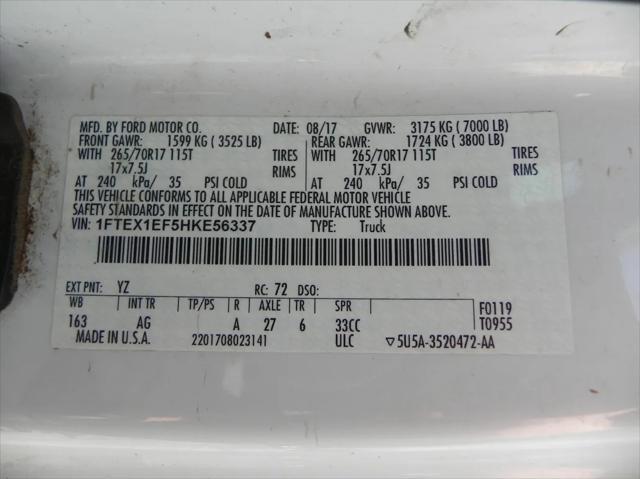 MFD. BY FORD MOTOR CO. DATE: 08/17 GVWR: 3175 KG ( 7000 LB)
FRONT GAWR: 1599 KG ( 3525 LB) REAR GAWR: 1724 KG ( 3800 LB)
WITH 265/70R17 115T TIRES WITH 265/70R17 115T TIRES
17x7.5J RIMS 17x7.5J RIMS
AT 240 kPa/ 35 PSI COLD AT 240 kPa/ 35 PSI COLD
THIS VEHICLE CONFORMS TO ALL APPLICABLE FEDERAL MOTOR VEHICLE
SAFETY STANDARDS IN EFFECT ON THE DATE OF MANUFACTURE SHOWN ABOVE.
VIN: 1FTEX1EF5HKE56337 TYPE: Truck
EXT PNT: YZ RC: 72 DSO:
WB INT TR TP/PS R AXLE TR SPR F0119
163 AG A 27 6 33CC T0955
MADE IN U.S.A. 2201708023141 ULC ▽5U5A-3520472-AA